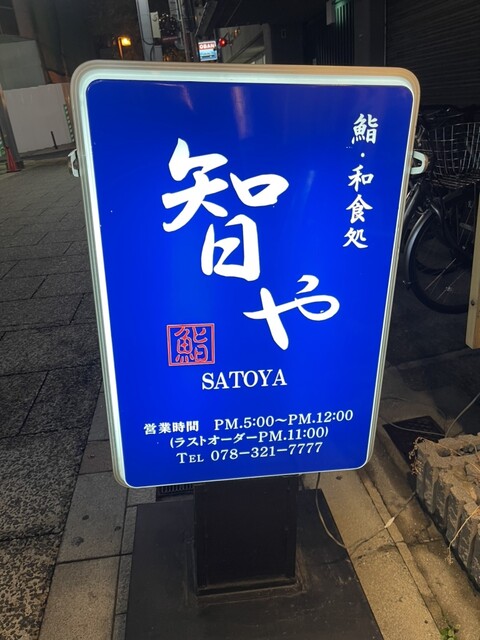 鮨・和食処
智や
鮨
SATOYA
営業時間 PM.5:00～PM.12:00
(ラストオーダーPM.11:00)
TEL 078-321-7777